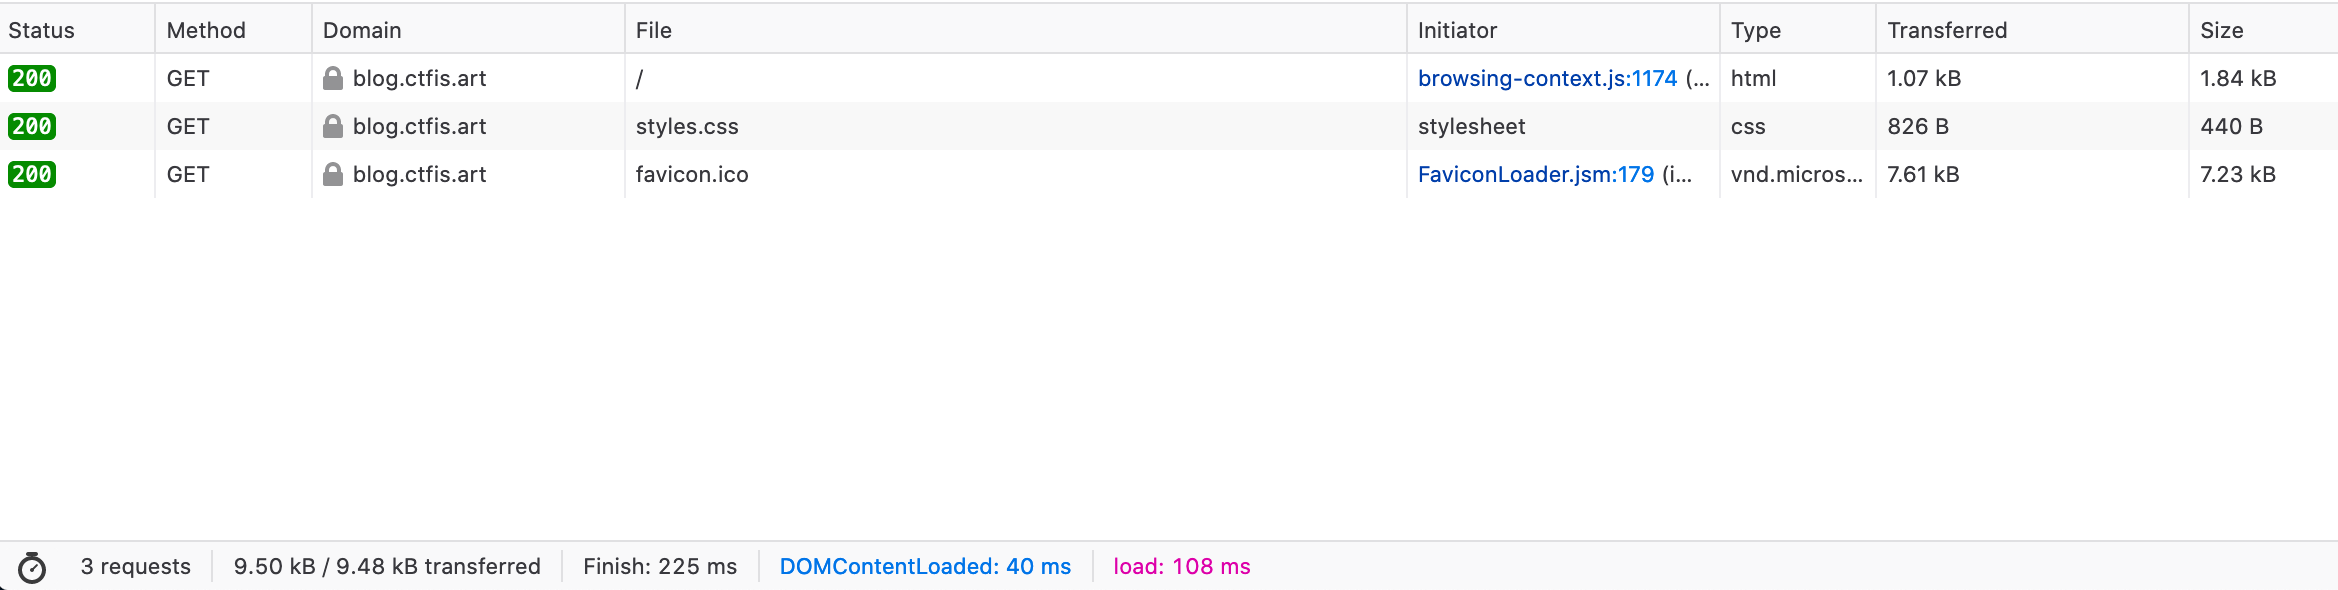 Status Method Domain File Initiator Type Transferred Size
200 GET blog.ctfis.art / browsing-context.js:1174 (... html 1.07 kB 1.84 kB
200 GET blog.ctfis.art styles.css stylesheet css 826 B 440 B
200 GET blog.ctfis.art favicon.ico FaviconLoader.jsm:179 (i... vnd.micros... 7.61 kB 7.23 kB
3 requests 9.50 kB / 9.48 kB transferred Finish: 225 ms DOMContentLoaded: 40 ms load: 108 ms